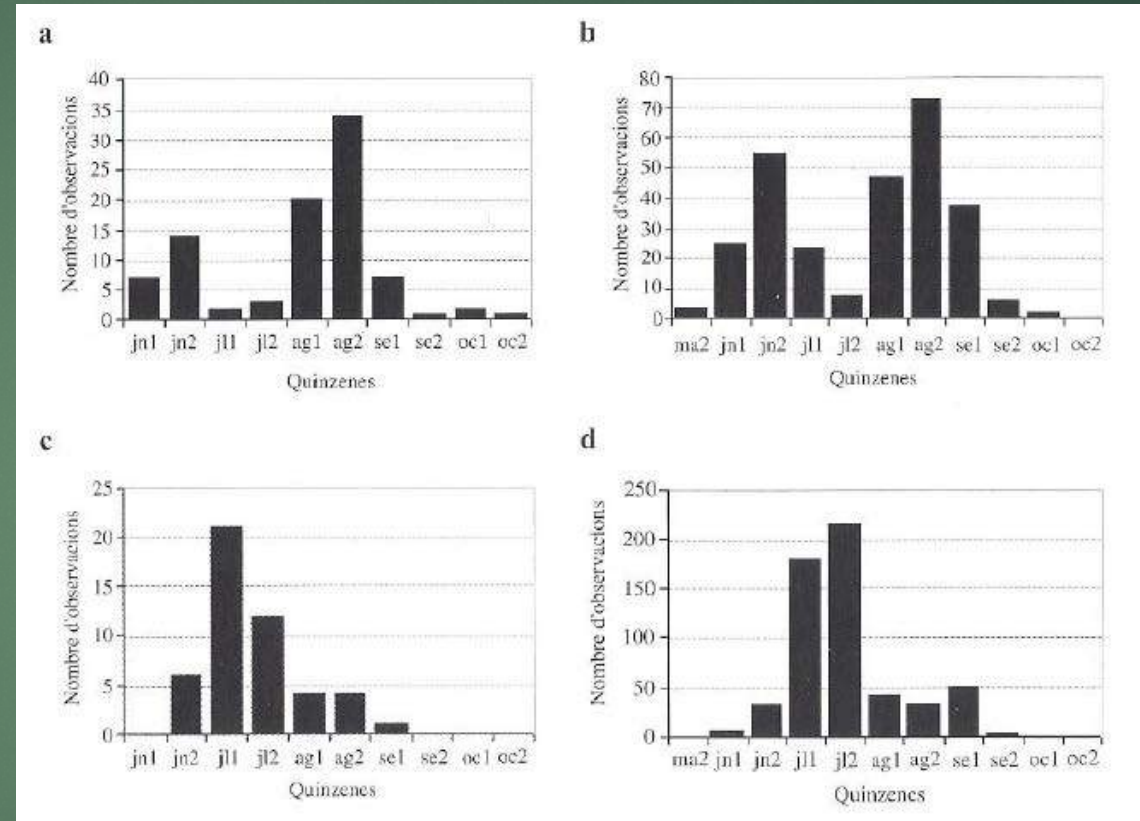 a
Nombre d'observacions
40
35
30
25
20
15
10
5
0
jn1 jn2 jl1 jl2 ag1 ag2 se1 se2 oc1 oc2
Quinzenes
b
Nombre d'observacions
80
70
60
50
40
30
20
10
0
ma2 jn1 jn2 jl1 jl2 ag1 ag2 se1 se2 oc1 oc2
Quinzenes
c
Nombre d'observacions
25
20
15
10
5
0
jn1 jn2 jl1 jl2 ag1 ag2 se1 se2 oc1 oc2
Quinzenes
d
Nombre d'observacions
250
200
150
100
50
0
ma2 jn1 jn2 jl1 jl2 ag1 ag2 se1 se2 oc1 oc2
Quinzenes